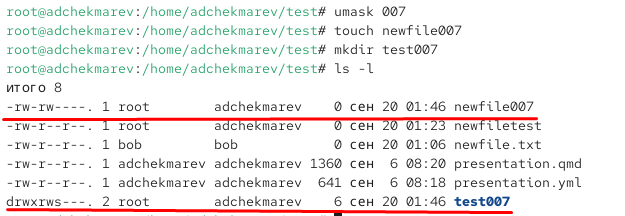 root@adchekmarev:/home/adchekmarev/test# umask 007
root@adchekmarev:/home/adchekmarev/test# touch newfile007
root@adchekmarev:/home/adchekmarev/test# mkdir test007
root@adchekmarev:/home/adchekmarev/test# ls -l
итого 8
-rw-rw----. 1 root        adchekmarev    0 сен 20 01:46 newfile007
-rw-r--r--. 1 root        adchekmarev    0 сен 20 01:23 newfiletest
-rw-r--r--. 1 bob         bob            0 сен 20 01:06 newfile.txt
-rw-r--r--. 1 adchekmarev adchekmarev 1360 сен  6 08:20 presentation.qmd
-rw-r--r--. 1 adchekmarev adchekmarev  641 сен  6 08:18 presentation.yml
drwxrws---. 2 root        adchekmarev    6 сен 20 01:46 test007